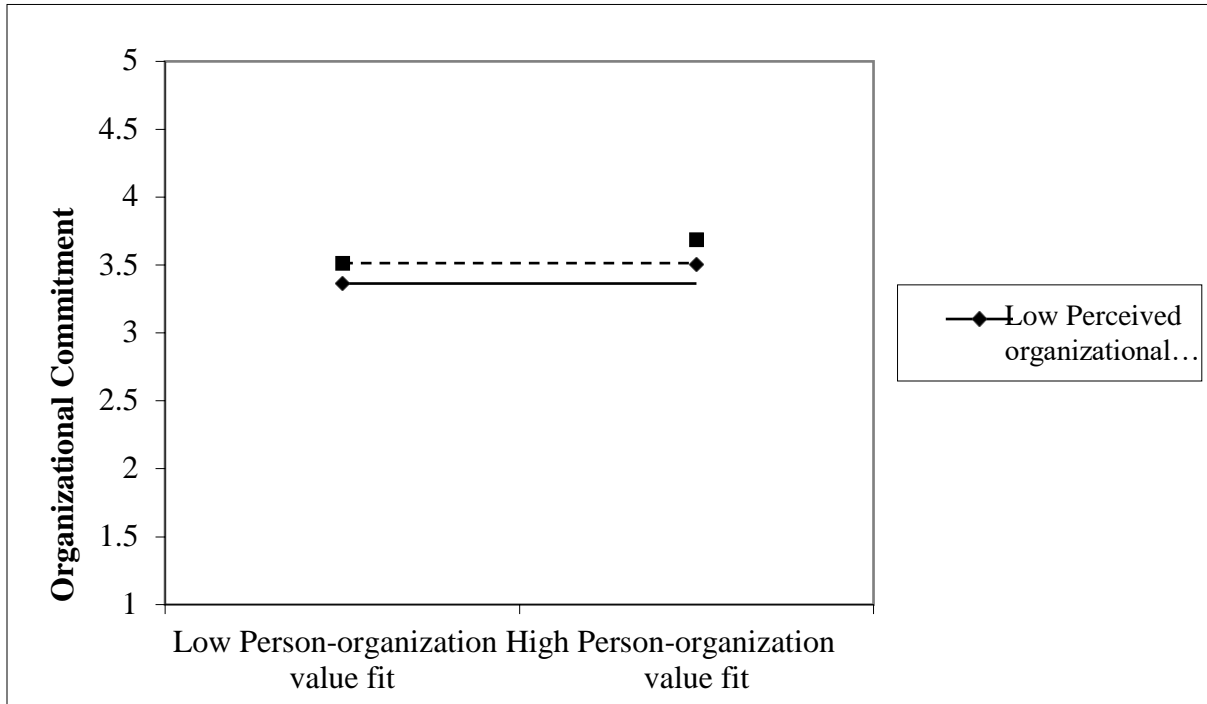 5
4.5
4
3.5
3
2.5
2
1.5
1
Organizational Commitment
Low Person-organization
value fit
High Person-organization
value fit
Low Perceived
organizational…